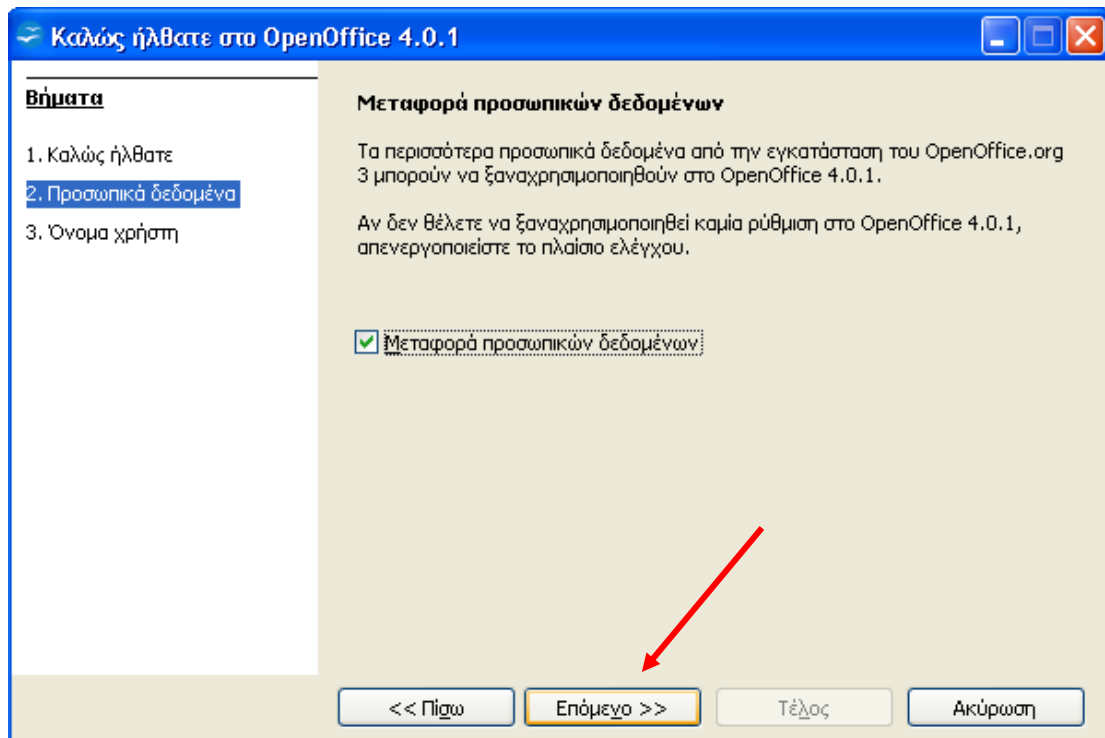 Καλώς ήλθατε στο OpenOffice 4.0.1
Βήματα
1. Καλώς ήλθατε
2. Προσωπικά δεδομένα
3. Όνομα χρήστη
Μεταφορά προσωπικών δεδομένων
Τα περισσότερα προσωπικά δεδομένα από την εγκατάσταση του OpenOffice.org
3 μπορούν να ξαναχρησιμοποιηθούν στο OpenOffice 4.0.1.
Αν δεν θέλετε να ξαναχρησιμοποιηθεί καμία ρύθμιση στο OpenOffice 4.0.1,
απενεργοποιείστε το πλαίσιο ελέγχου.
Μεταφορά προσωπικών δεδομένων
<< Πίσω
Επόμενο >>
Τέλος
Ακύρωση